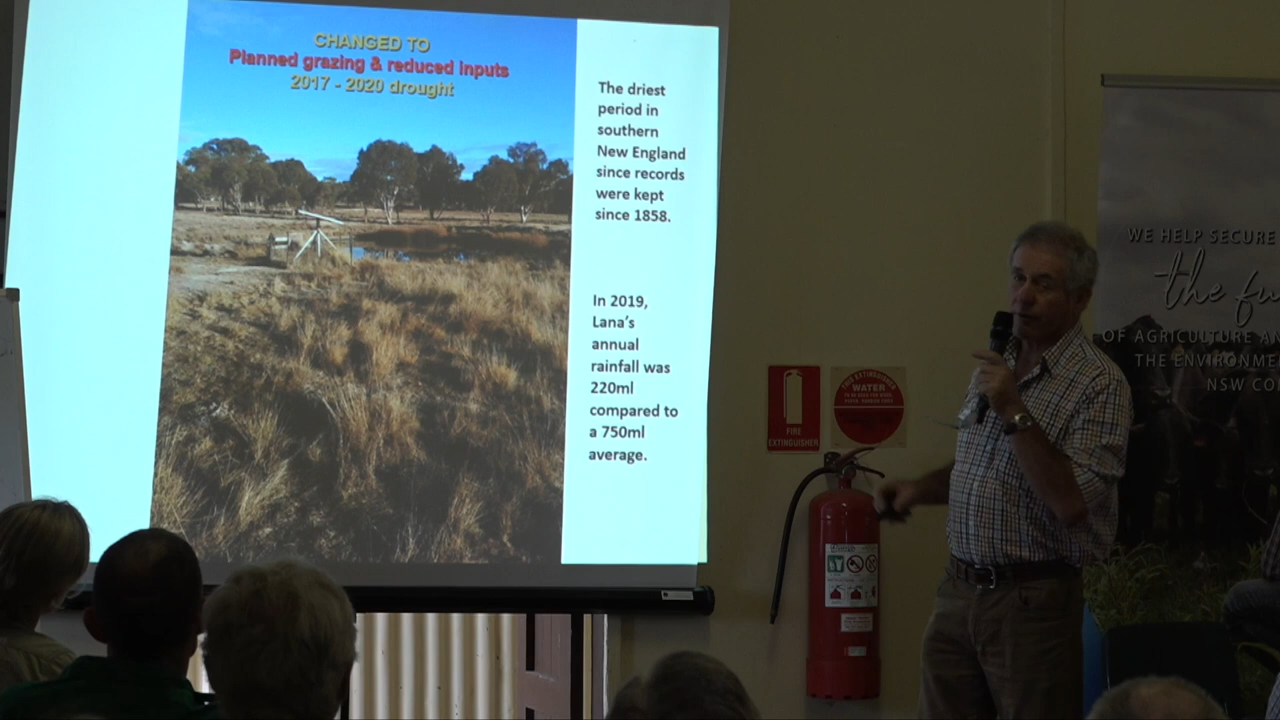 CHANGED TO
Planned grazing & reduced inputs
2017 - 2020 drought
The driest
period in
southern
New England
since records
were kept
since 1858.
In 2019,
Lana's
annual
rainfall was
220ml
compared to
a 750ml
average.
FIRE
EXTINGUISHER
THIS EXTINGUISHER
WATER
WE HELP SECURE
the fu
OF AGRICULTURE AN
THE ENVIRONME
NSW CO